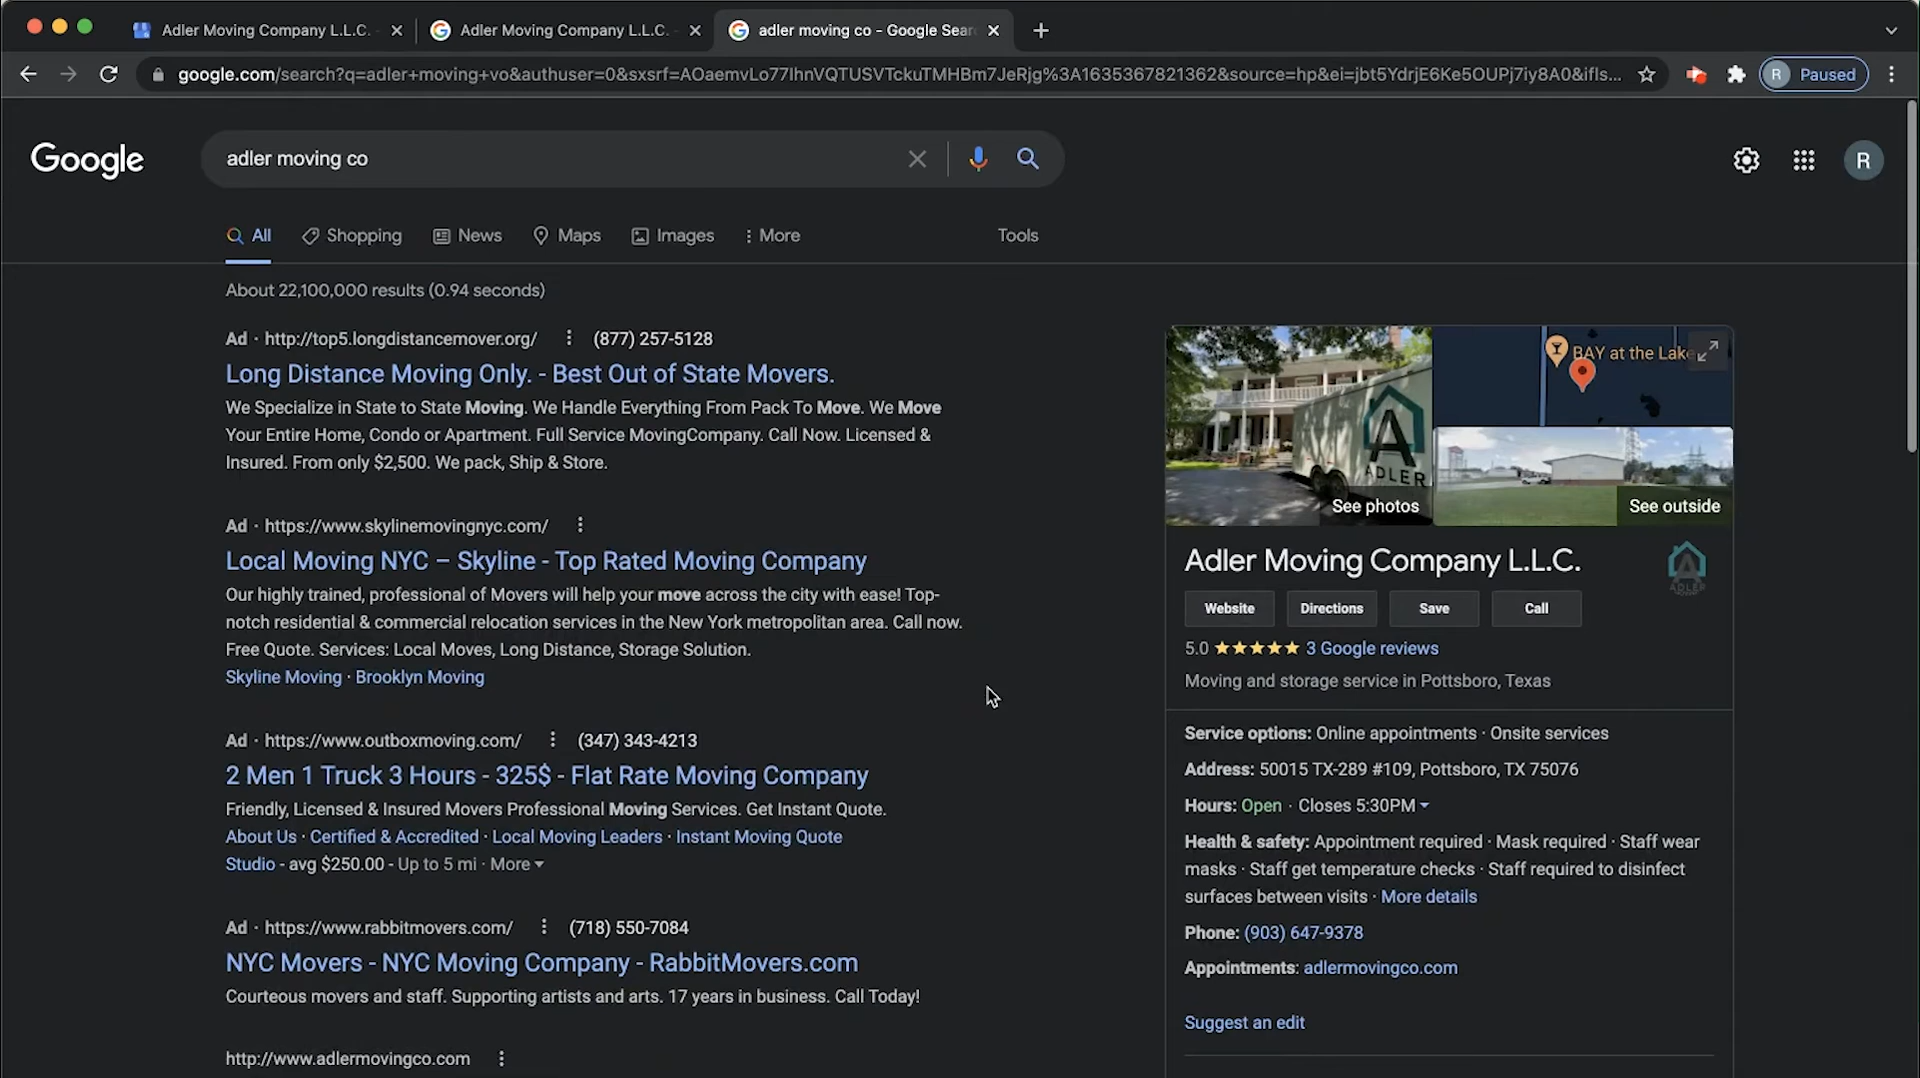 Adler Moving Company L.L.C. -
Adler Moving Company L.L.C. -
adler moving co - Google Sear
google.com/search?q=adler+moving+vo&authuser=0&sxsrf=AOaemvLo77IhnVQTUSVTckuTMHBm7JeRjg%3A1635367821362&source=hp&ei=jbt5YdrjE6Ke5OUPj7iy8A0&ifls...
R Paused
Google
adler moving co
R
All
Shopping
News
Maps
Images
More
Tools
About 22,100,000 results (0.94 seconds)
Ad · http://top5.longdistancemover.org/ (877) 257-5128
Long Distance Moving Only. - Best Out of State Movers.
We Specialize in State to State Moving. We Handle Everything From Pack To Move. We Move
Your Entire Home, Condo or Apartment. Full Service MovingCompany. Call Now. Licensed &
Insured. From only $2,500. We pack, Ship & Store.
Ad · https://www.skylinemovingnyc.com/
Local Moving NYC – Skyline - Top Rated Moving Company
Our highly trained, professional of Movers will help your move across the city with ease! Top-
notch residential & commercial relocation services in the New York metropolitan area. Call now.
Free Quote. Services: Local Moves, Long Distance, Storage Solution.
Skyline Moving · Brooklyn Moving
Ad · https://www.outboxmoving.com/ (347) 343-4213
2 Men 1 Truck 3 Hours - 325$ - Flat Rate Moving Company
Friendly, Licensed & Insured Movers Professional Moving Services. Get Instant Quote.
About Us · Certified & Accredited · Local Moving Leaders · Instant Moving Quote
Studio - avg $250.00 - Up to 5 mi · More
Ad · https://www.rabbitmovers.com/ (718) 550-7084
NYC Movers - NYC Moving Company - RabbitMovers.com
Courteous movers and staff. Supporting artists and arts. 17 years in business. Call Today!
http://www.adlermovingco.com
BAY at the Lake
ADLER
See photos
See outside
Adler Moving Company L.L.C.
ADLER
Website
Directions
Save
Call
5.0 3 Google reviews
Moving and storage service in Pottsboro, Texas
Service options: Online appointments · Onsite services
Address: 50015 TX-289 #109, Pottsboro, TX 75076
Hours: Open · Closes 5:30PM
Health & safety: Appointment required · Mask required · Staff wear
masks · Staff get temperature checks · Staff required to disinfect
surfaces between visits · More details
Phone: (903) 647-9378
Appointments: adlermovingco.com
Suggest an edit